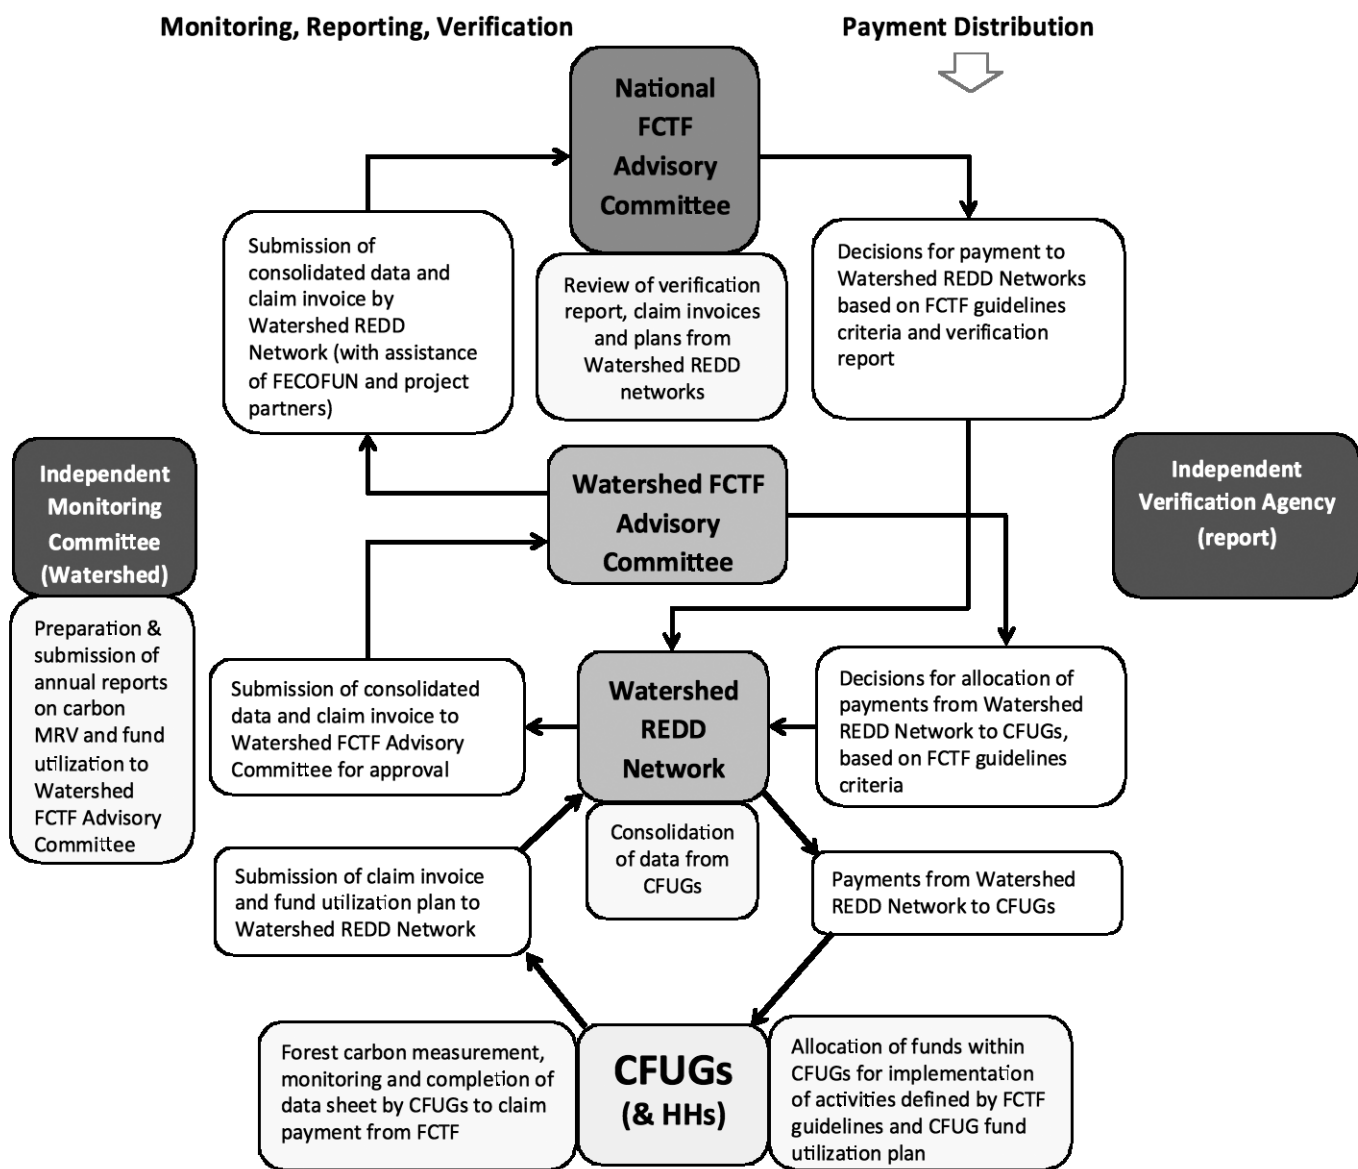 Monitoring, Reporting, Verification
Payment Distribution
National
FCTF
Advisory
Committee
Submission of
consolidated data and
claim invoice by
Watershed REDD
Network (with assistance
of FECOFUN and project
partners)
Review of verification
report, claim invoices
and plans from
Watershed REDD
networks
Decisions for payment to
Watershed REDD Networks
based on FCTF guidelines
criteria and verification
report
Independent
Monitoring
Committee
(Watershed)
Watershed FCTF
Advisory
Committee
Independent
Verification Agency
(report)
Preparation &
submission of
annual reports
on carbon
MRV and fund
utilization to
Watershed
FCTF Advisory
Committee
Submission of consolidated
data and claim invoice to
Watershed FCTF Advisory
Committee for approval
Watershed
REDD
Network
Decisions for allocation of
payments from Watershed
REDD Network to CFUGs,
based on FCTF guidelines
criteria
Consolidation
of data from
CFUGs
Submission of claim invoice
and fund utilization plan to
Watershed REDD Network
Payments from Watershed
REDD Network to CFUGs
Forest carbon measurement,
monitoring and completion of
data sheet by CFUGs to claim
payment from FCTF
CFUGs
(& HHs)
Allocation of funds within
CFUGs for implementation
of activities defined by FCTF
guidelines and CFUG fund
utilization plan